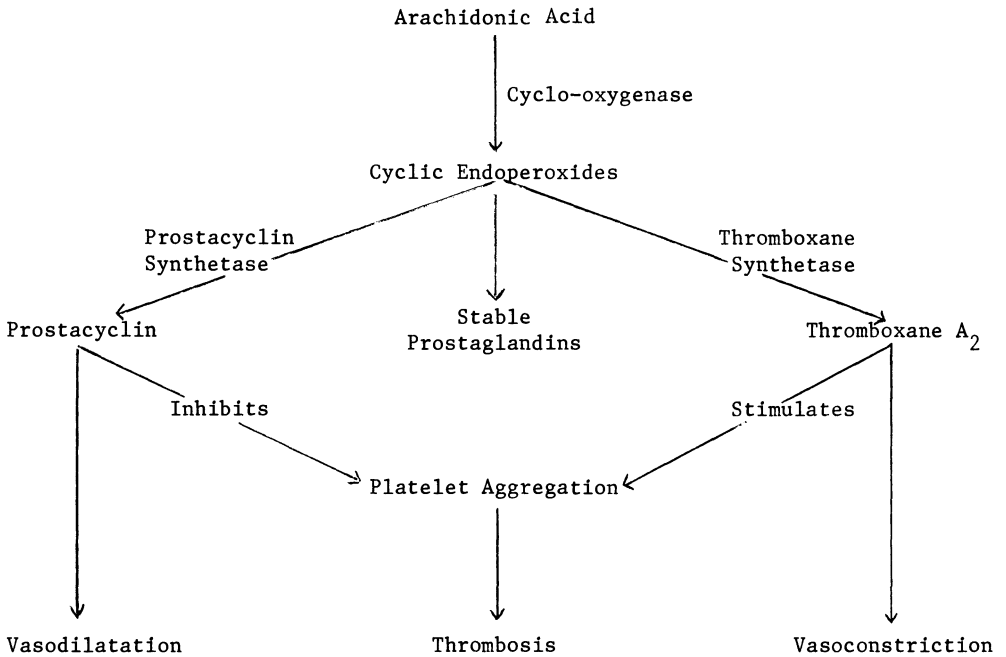 Arachidonic Acid
Cyclo-oxygenase
Cyclic Endoperoxides
Prostacyclin
Synthetase
Thromboxane
Synthetase
Stable
Prostaglandins
Prostacyclin
Thromboxane A2
Inhibits
Stimulates
Platelet Aggregation
Vasodilatation
Thrombosis
Vasoconstriction